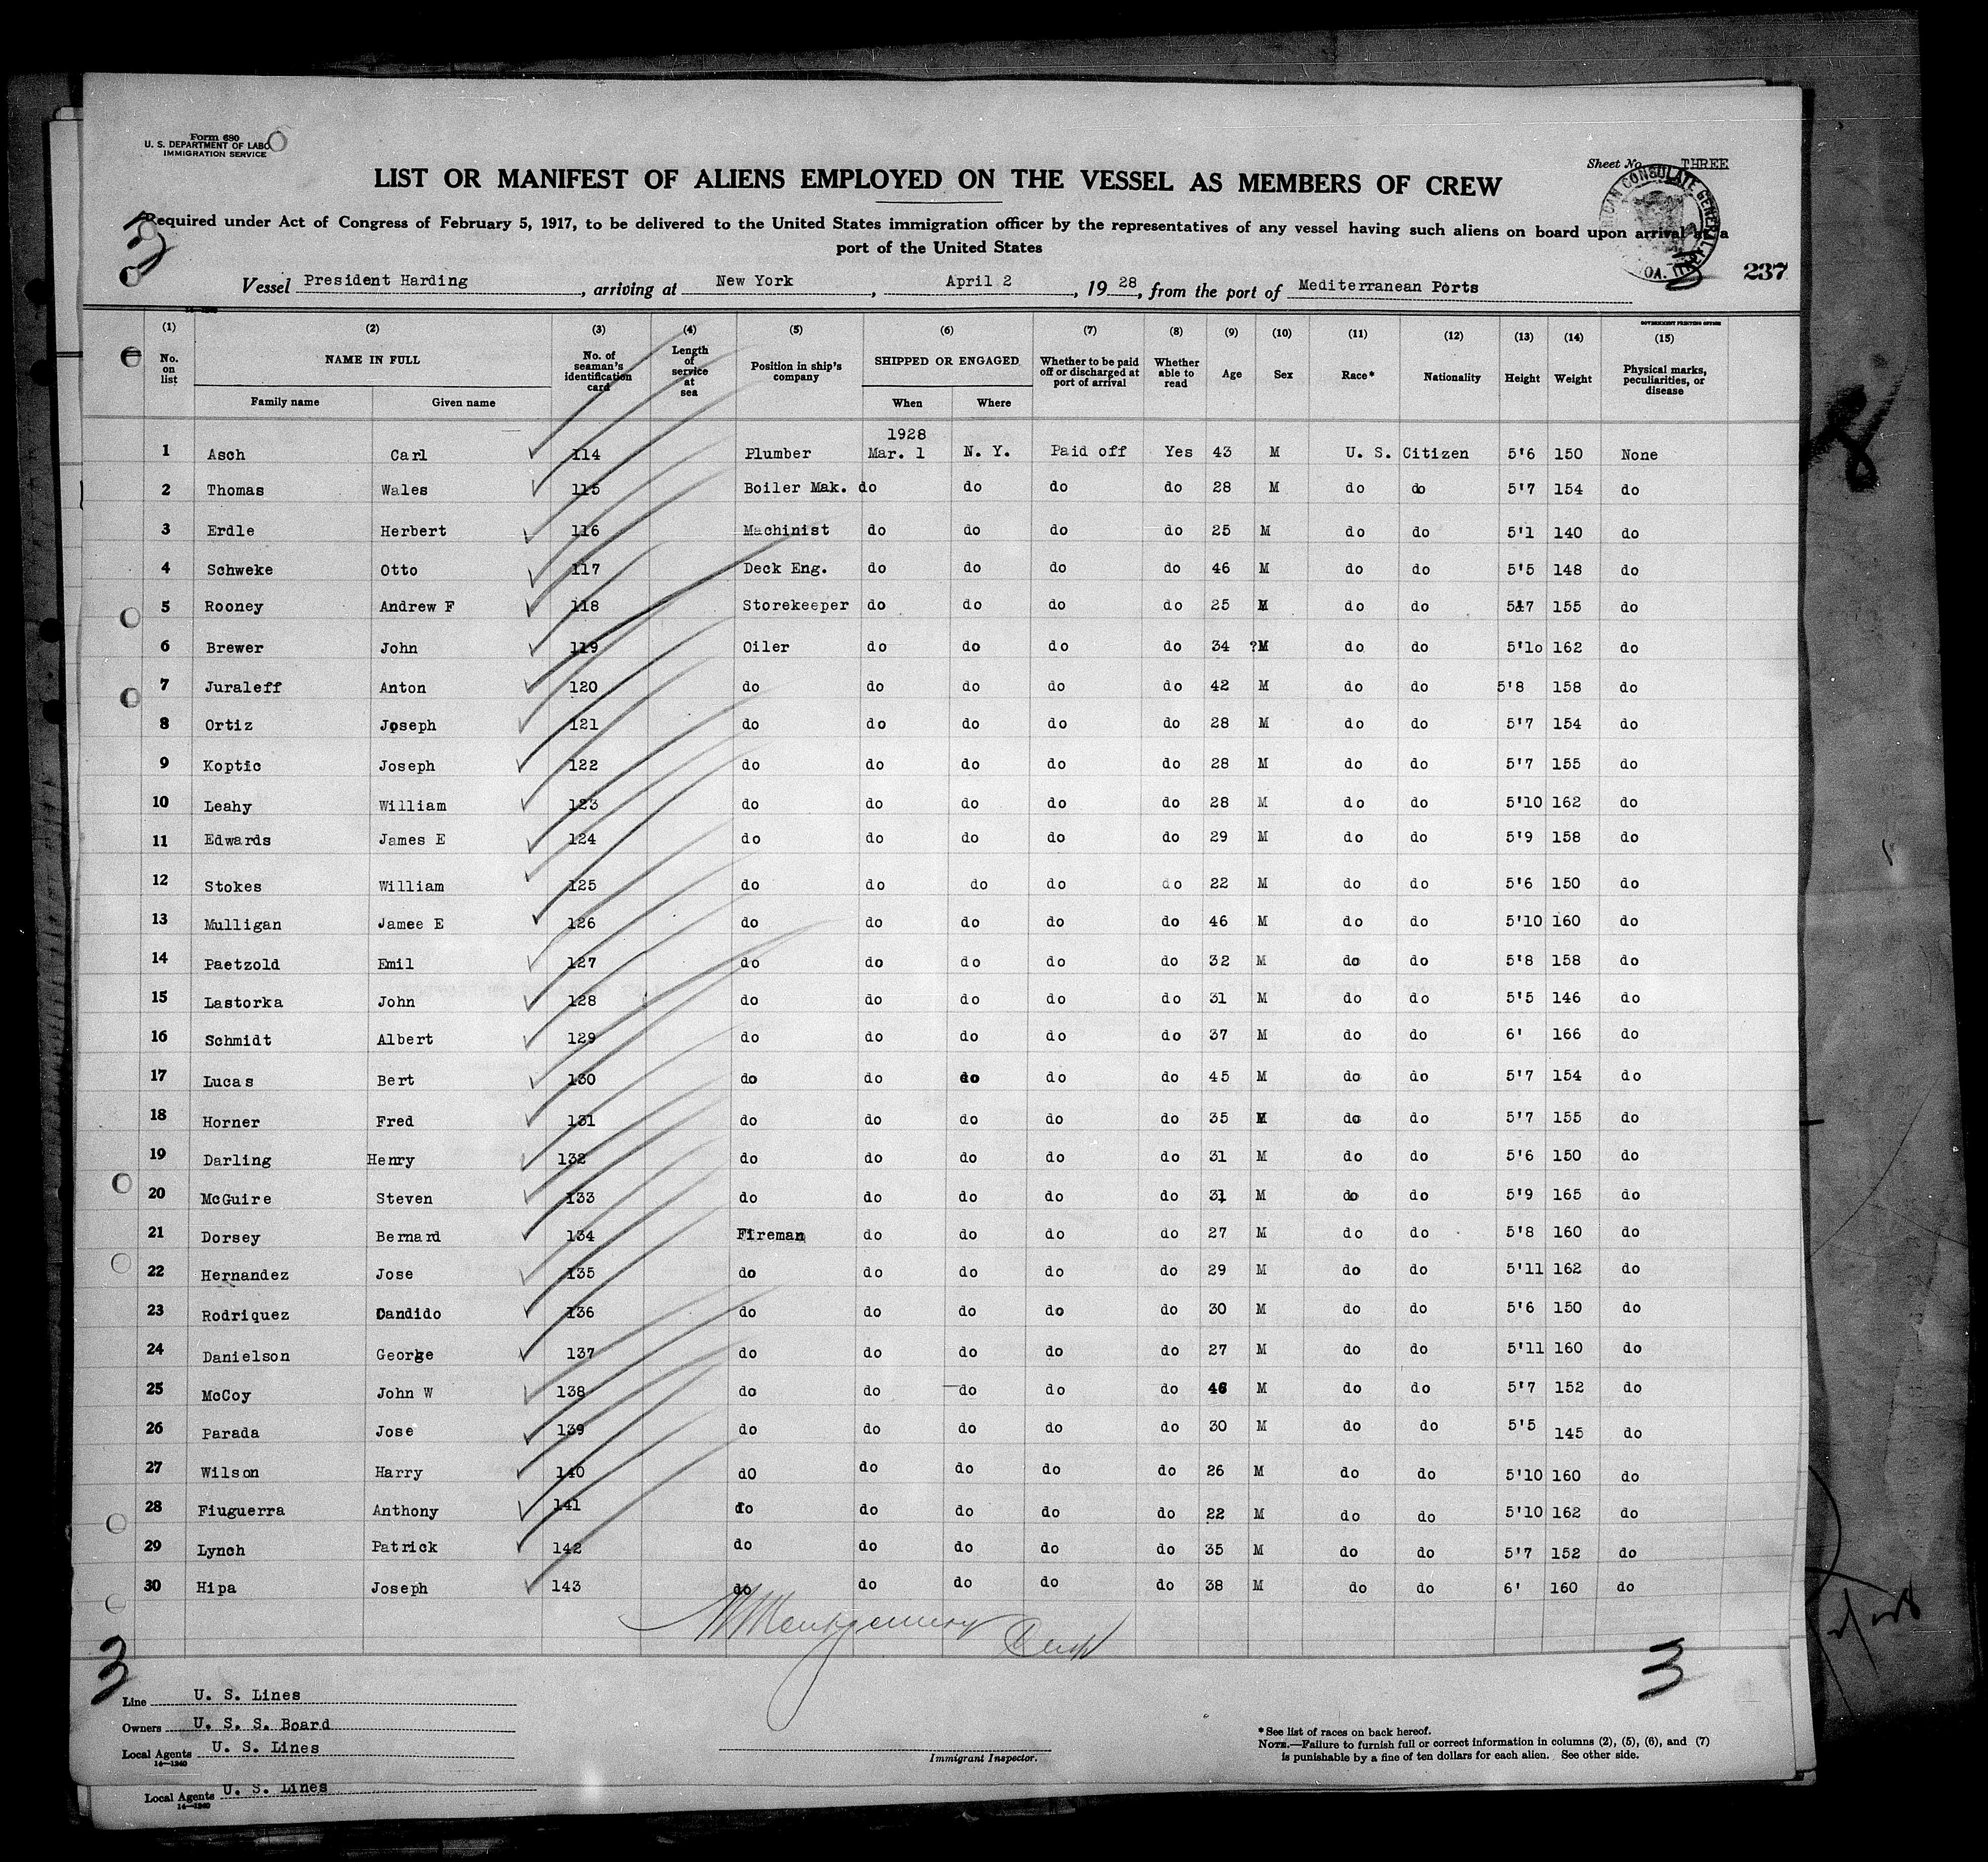 Form 680
U. S. DEPARTMENT OF LABO
IMMIGRATION SERVICE
Sheet No. THREE
LIST OR MANIFEST OF ALIENS EMPLOYED ON THE VESSEL AS MEMBERS OF CREW
Required under Act of Congress of February 5, 1917, to be delivered to the United States immigration officer by the representatives of any vessel having such aliens on board upon arrival at a
port of the United States
237
Vessel President Harding, arriving at New York, April 2, 1928, from the port of Mediterranean Ports
GOVERNMENT PRINTING OFFICE
(1) (2) (3) (4) (5) (6) (7) (8) (9) (10) (11) (12) (13) (14) (15)
No. on list NAME IN FULL No. of seaman's identification card Length of service at sea Position in ship's company SHIPPED OR ENGAGED Whether to be paid off or discharged at port of arrival Whether able to read Age Sex Race* Nationality Height Weight Physical marks, peculiarities, or disease
Family name Given name When Where
1928
1 Asch Carl 114 Plumber Mar. 1 N. Y. Paid off Yes 43 M U. S. Citizen 5'6 150 None
2 Thomas Wales 115 Boiler Mak. do do do do 28 M do do 5'7 154 do
3 Erdle Herbert 116 Machinist do do do do 25 M do do 5'1 140 do
4 Schweke Otto 117 Deck Eng. do do do do 46 M do do 5'5 148 do
5 Rooney Andrew F 118 Storekeeper do do do do 25 M do do 5'7 155 do
6 Brewer John 119 Oiler do do do do 34 ?M do do 5'10 162 do
7 Juraleff Anton 120 do do do do do 42 M do do 5'8 158 do
8 Ortiz Joseph 121 do do do do do 28 M do do 5'7 154 do
9 Koptic Joseph 122 do do do do do 28 M do do 5'7 155 do
10 Leahy William 123 do do do do do 28 M do do 5'10 162 do
11 Edwards James E 124 do do do do do 29 M do do 5'9 158 do
12 Stokes William 125 do do do do do 22 M do do 5'6 150 do
13 Mulligan Jamee E 126 do do do do do 46 M do do 5'10 160 do
14 Paetzold Emil 127 do do do do do 32 M do do 5'8 158 do
15 Lastorka John 128 do do do do do 31 M do do 5'5 146 do
16 Schmidt Albert 129 do do do do do 37 M do do 6' 166 do
17 Lucas Bert 130 do do do do do 45 M do do 5'7 154 do
18 Horner Fred 131 do do do do do 35 M do do 5'7 155 do
19 Darling Henry 132 do do do do do 31 M do do 5'6 150 do
20 McGuire Steven 133 do do do do do 31 M do do 5'9 165 do
21 Dorsey Bernard 134 Fireman do do do do 27 M do do 5'8 160 do
22 Hernandez Jose 135 do do do do do 29 M do do 5'11 162 do
23 Rodriquez Candido 136 do do do do do 30 M do do 5'6 150 do
24 Danielson George 137 do do do do do 27 M do do 5'11 160 do
25 McCoy John W 138 do do do do do 46 M do do 5'7 152 do
26 Parada Jose 139 do do do do do 30 M do do 5'5 145 do
27 Wilson Harry 140 do do do do do 26 M do do 5'10 160 do
28 Fiuguerra Anthony 141 do do do do do 22 M do do 5'10 162 do
29 Lynch Patrick 142 do do do do do 35 M do do 5'7 152 do
30 Hipa Joseph 143 do do do do do 38 M do do 6' 160 do
3 3
Line U. S. Lines
Owners U. S. S. Board
Local Agents U. S. Lines
14—1240
Immigrant Inspector.
*See list of races on back hereof.
NOTE.—Failure to furnish full or correct information in columns (2), (5), (6), and (7)
is punishable by a fine of ten dollars for each alien. See other side.
Local Agents U. S. Lines
14—1240